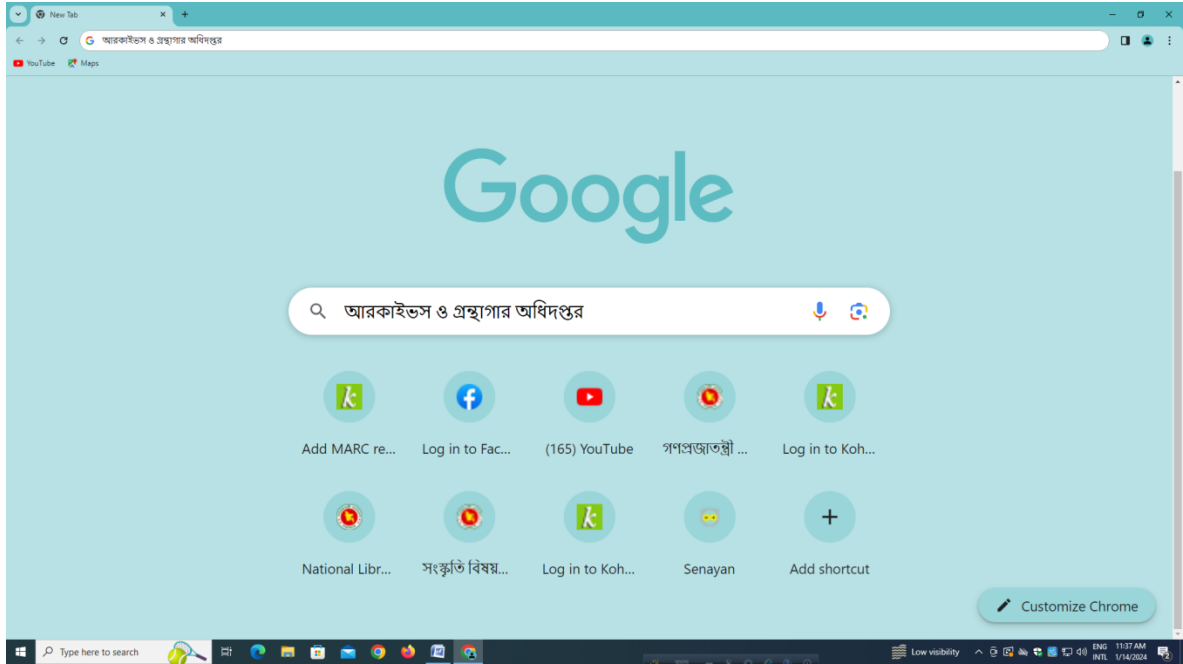 New Tab
আরকাইভস ও গ্রন্থাগার অধিদপ্তর
YouTube Maps
Google
আরকাইভস ও গ্রন্থাগার অধিদপ্তর
Add MARC re... Log in to Fac... (165) YouTube গণপ্রজাতন্ত্রী ... Log in to Koh...
National Libr... সংস্কৃতি বিষয়... Log in to Koh... Senayan Add shortcut
Customize Chrome
Type here to search Low visibility ENG 11:37 AM
INTL 1/14/2024